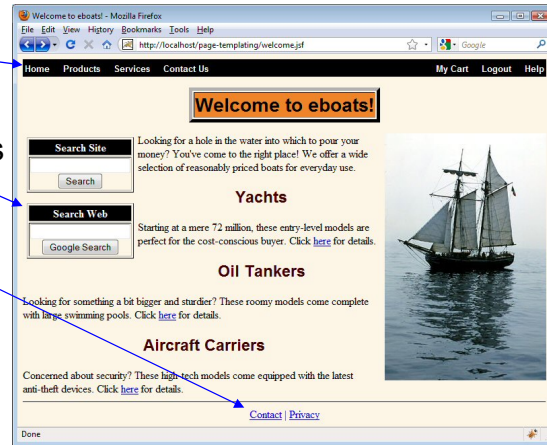 Welcome to eboats! - Mozilla Firefox
File Edit View History Bookmarks Tools Help
http://localhost/page-templating/welcome.jsf
Google
Home Products Services Contact Us My Cart Logout Help
Welcome to eboats!
s
Search Site
Search
Search Web
Google Search
Looking for a hole in the water into which to pour your
money? You've come to the right place! We offer a wide
selection of reasonably priced boats for everyday use.
Yachts
Starting at a mere 72 million, these entry-level models are
perfect for the cost-conscious buyer. Click here for details.
Oil Tankers
Looking for something a bit bigger and sturdier? These roomy models come complete
with large swimming pools. Click here for details.
Aircraft Carriers
Concerned about security? These high-tech models come equipped with the latest
anti-theft devices. Click here for details.
Contact | Privacy
Done